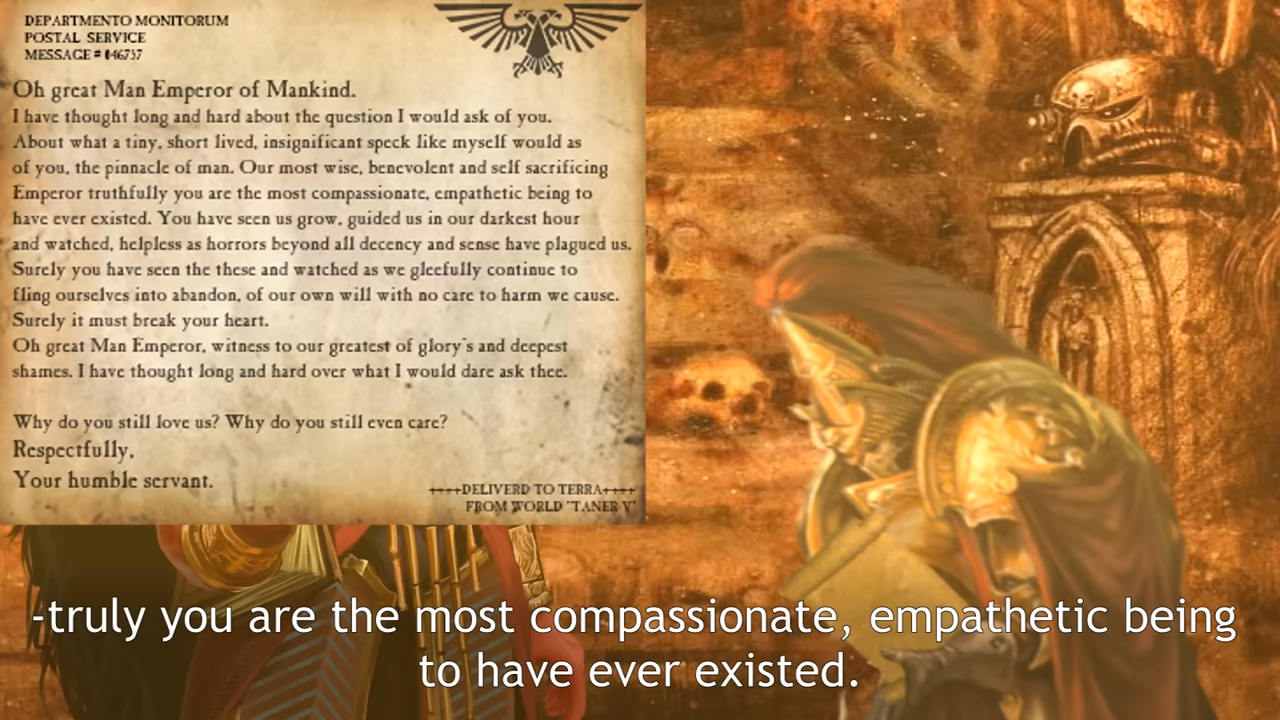 DEPARTMENTO MONITORUM
POSTAL SERVICE
MESSAGE # 046757
Oh great Man Emperor of Mankind.
I have thought long and hard about the question I would ask of you.
About what a tiny, short lived, insignificant speck like myself would as
of you, the pinnacle of man. Our most wise, benevolent and self sacrificing
Emperor truthfully you are the most compassionate, empathetic being to
have ever existed. You have seen us grow, guided us in our darkest hour
and watched, helpless as horrors beyond all decency and sense have plagued us.
Surely you have seen the these and watched as we gleefully continue to
fling ourselves into abandon, of our own will with no care to harm we cause.
Surely it must break your heart.
Oh great Man Emperor, witness to our greatest of glory's and deepest
shames. I have thought long and hard over what I would dare ask thee.
Why do you still love us? Why do you still even care?
Respectfully,
Your humble servant.
++++DELIVERD TO TERRA++++
FROM WORLD "TANER V"
-truly you are the most compassionate, empathetic being
to have ever existed.